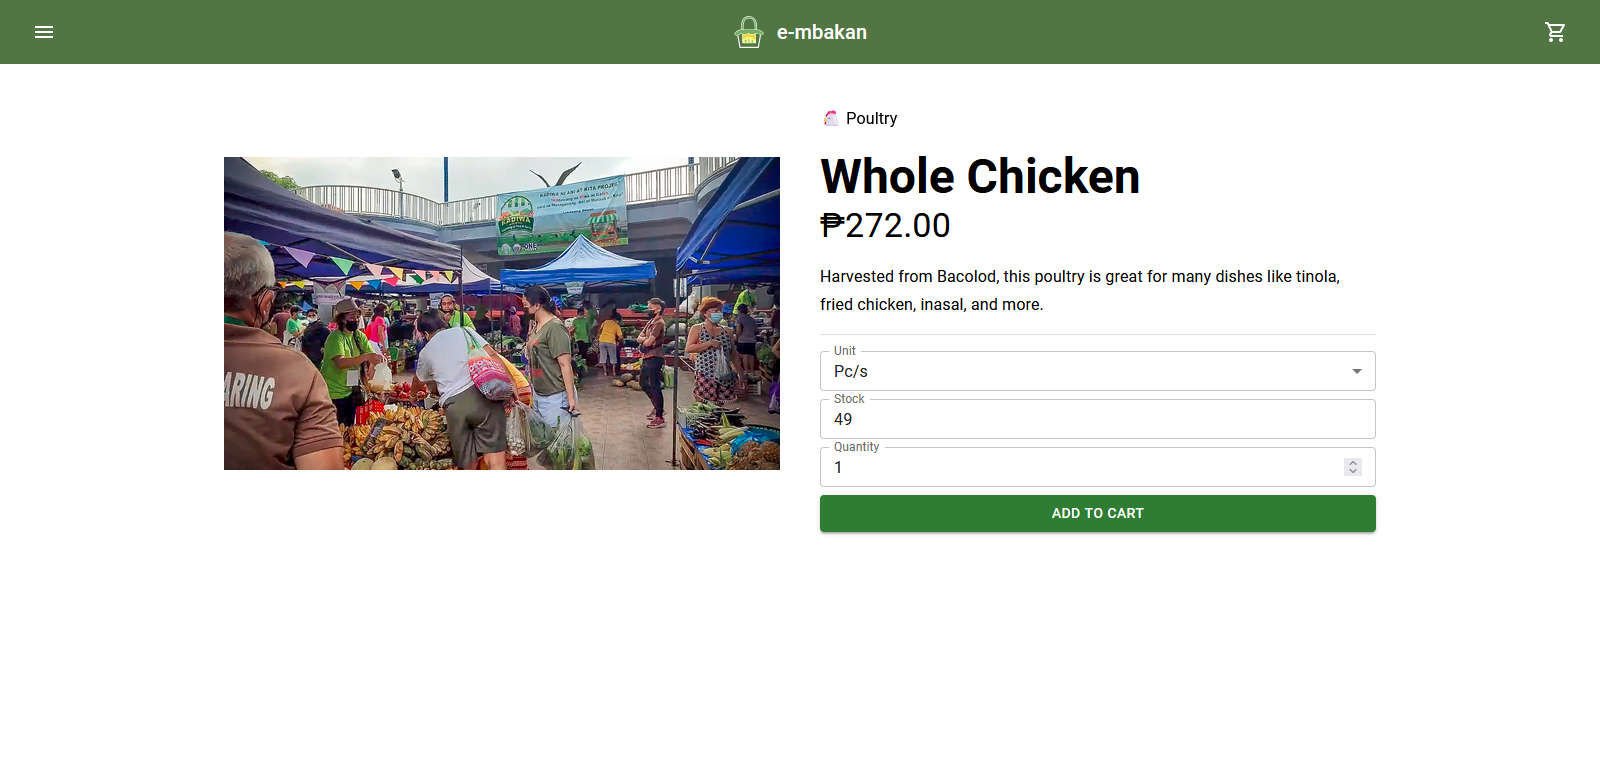 e-mbakan
Poultry
Whole Chicken
₱272.00
Harvested from Bacolod, this poultry is great for many dishes like tinola,
fried chicken, inasal, and more.
Unit
Pc/s
Stock
49
Quantity
1
ADD TO CART
KADIWA NI ANI AT KITA PROJECT
KADIWA
ARING